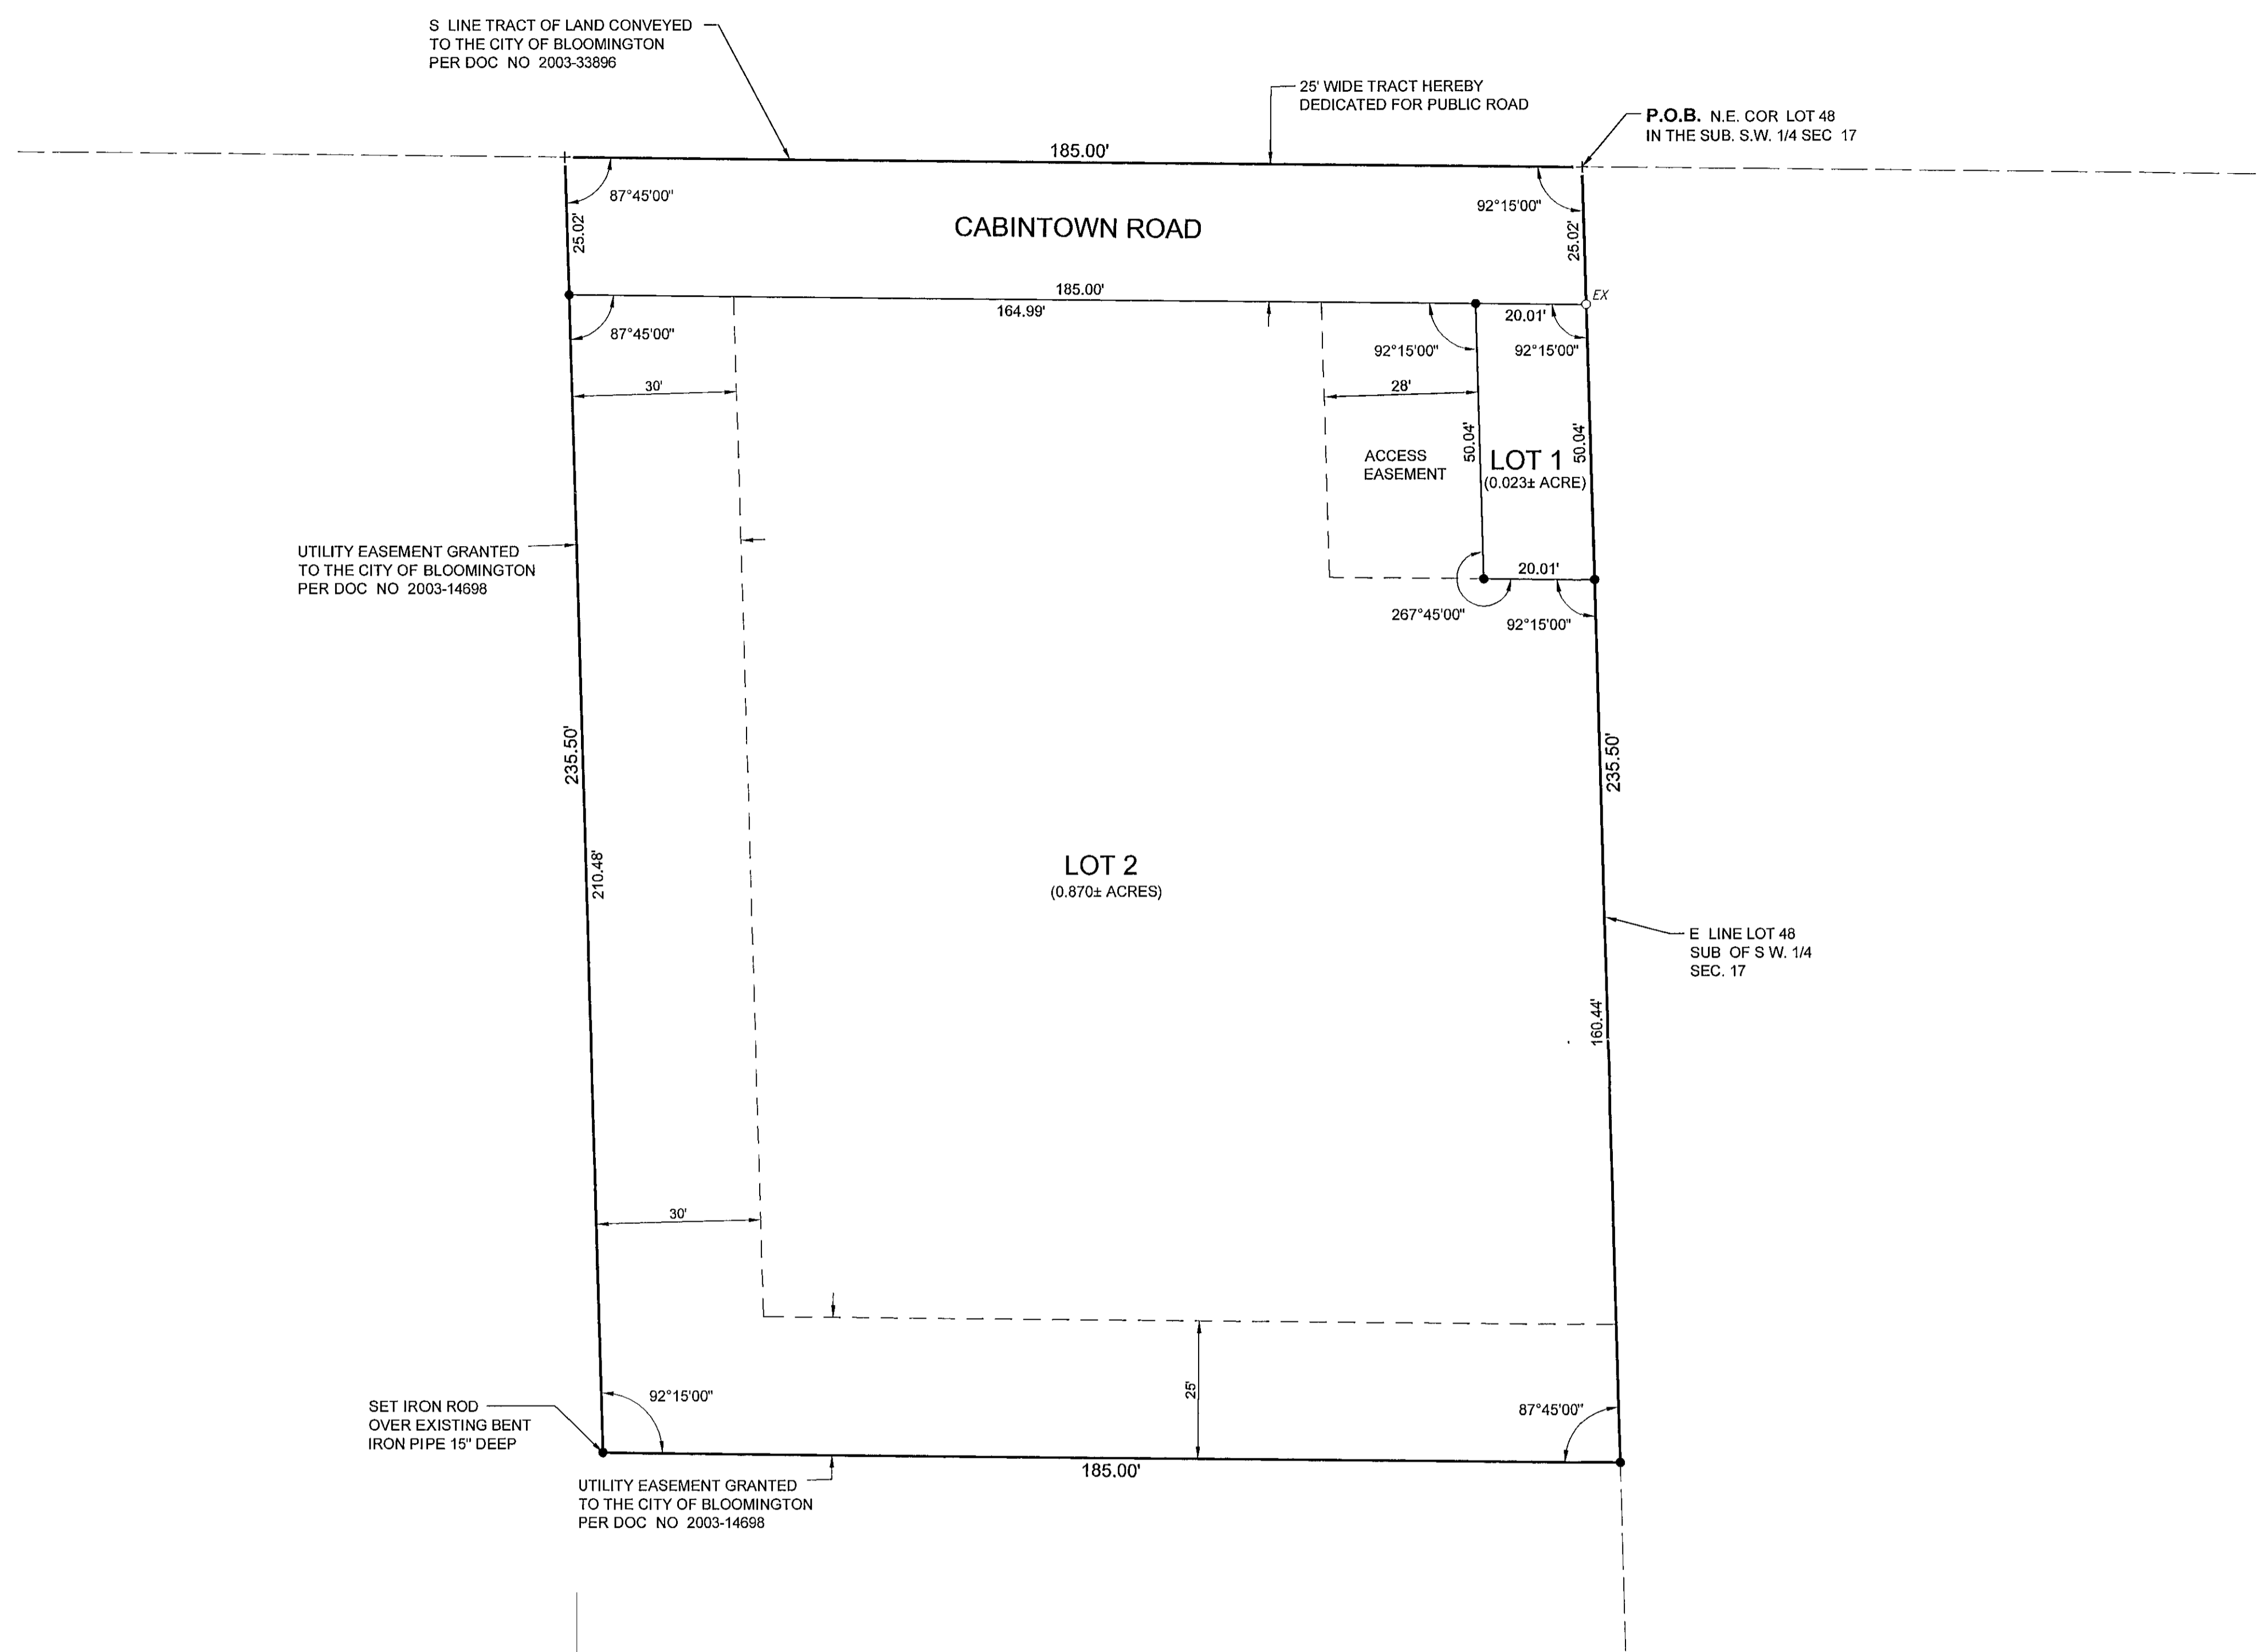 S LINE TRACT OF LAND CONVEYED
TO THE CITY OF BLOOMINGTON
PER DOC NO 2003-33896
25' WIDE TRACT HEREBY
DEDICATED FOR PUBLIC ROAD
P.O.B. N.E. COR LOT 48
IN THE SUB. S.W. 1/4 SEC 17
185.00'
87°45'00"
92°15'00"
25.02'
CABINTOWN ROAD
25.02'
185.00'
EX
164.99'
20.01'
87°45'00"
92°15'00"
92°15'00"
30'
28'
50.04'
50.04'
ACCESS
EASEMENT
LOT 1
(0.023± ACRE)
UTILITY EASEMENT GRANTED
TO THE CITY OF BLOOMINGTON
PER DOC NO 2003-14698
20.01'
267°45'00"
92°15'00"
235.50'
235.50'
210.48'
LOT 2
(0.870± ACRES)
E LINE LOT 48
SUB OF S W. 1/4
SEC. 17
160.44'
30'
25'
92°15'00"
87°45'00"
SET IRON ROD
OVER EXISTING BENT
IRON PIPE 15" DEEP
185.00'
UTILITY EASEMENT GRANTED
TO THE CITY OF BLOOMINGTON
PER DOC NO 2003-14698